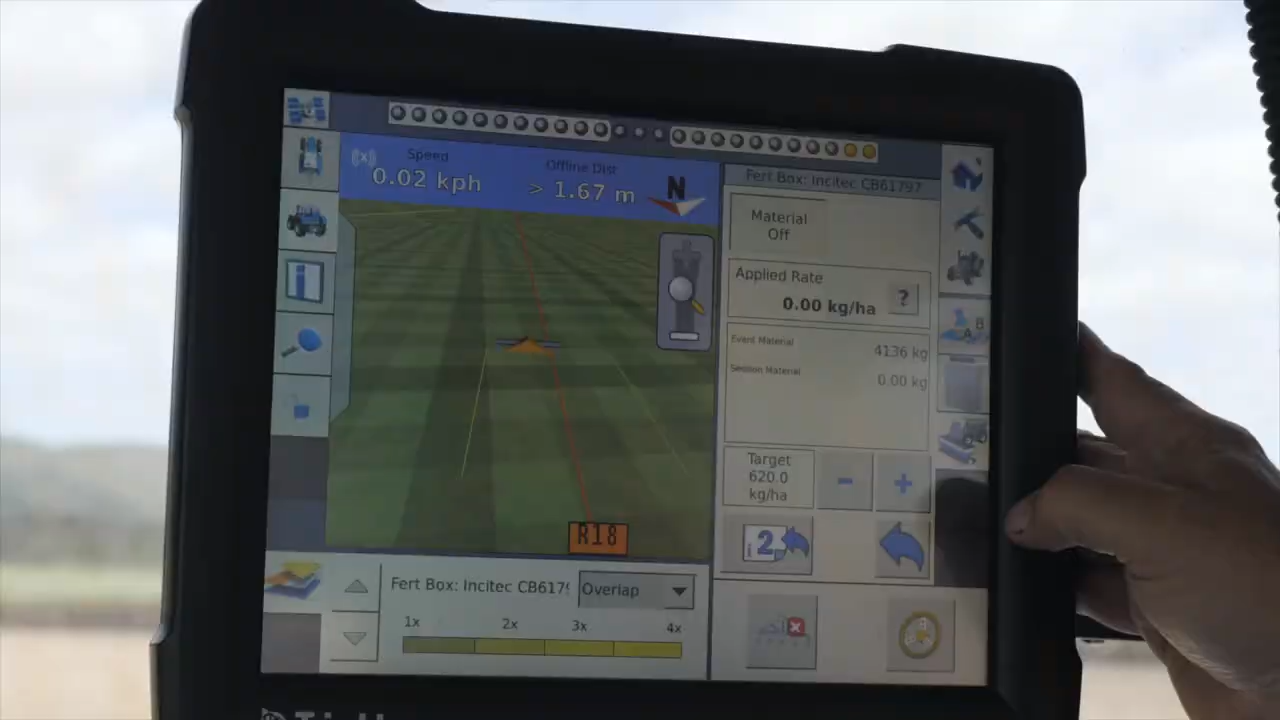 Speed
0.02 kph
Offline Dist
> 1.67 m
N
Fert Box: Incitec CB61797
Material
Off
Applied Rate
0.00 kg/ha
?
Event Material
4136 kg
Session Material
0.00 kg
A B
Target
620.0
kg/ha
-
+
2
R18
Fert Box: Incitec CB6179
Overlap
1x 2x 3x 4x